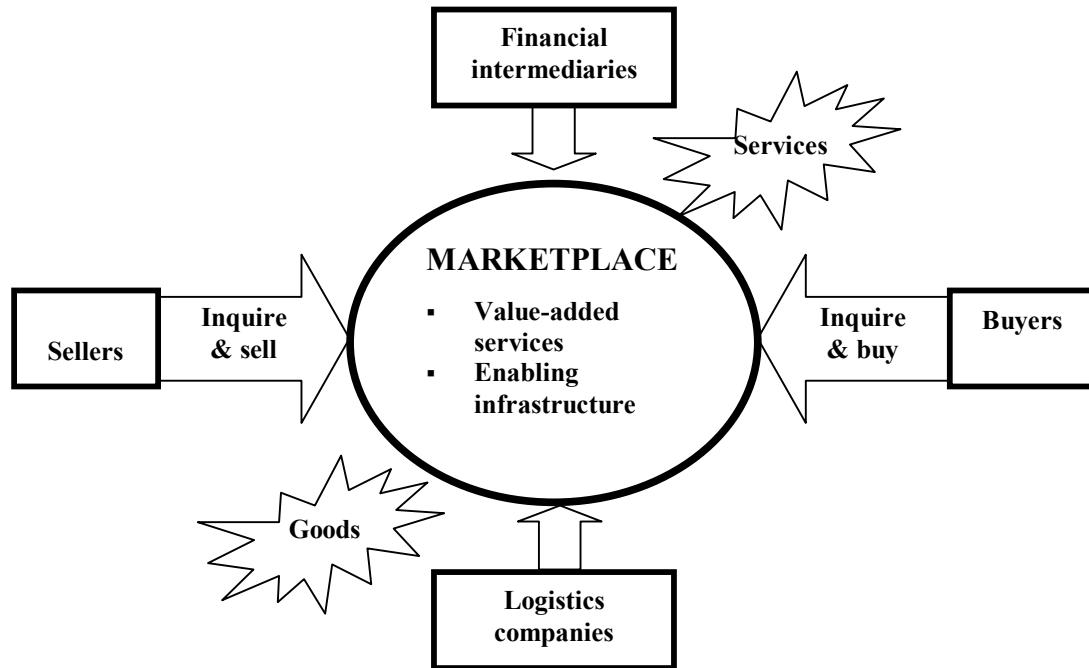 Financial
intermediaries
Services
MARKETPLACE
▪ Value-added
services
▪ Enabling
infrastructure
Sellers
Inquire
& sell
Inquire
& buy
Buyers
Goods
Logistics
companies